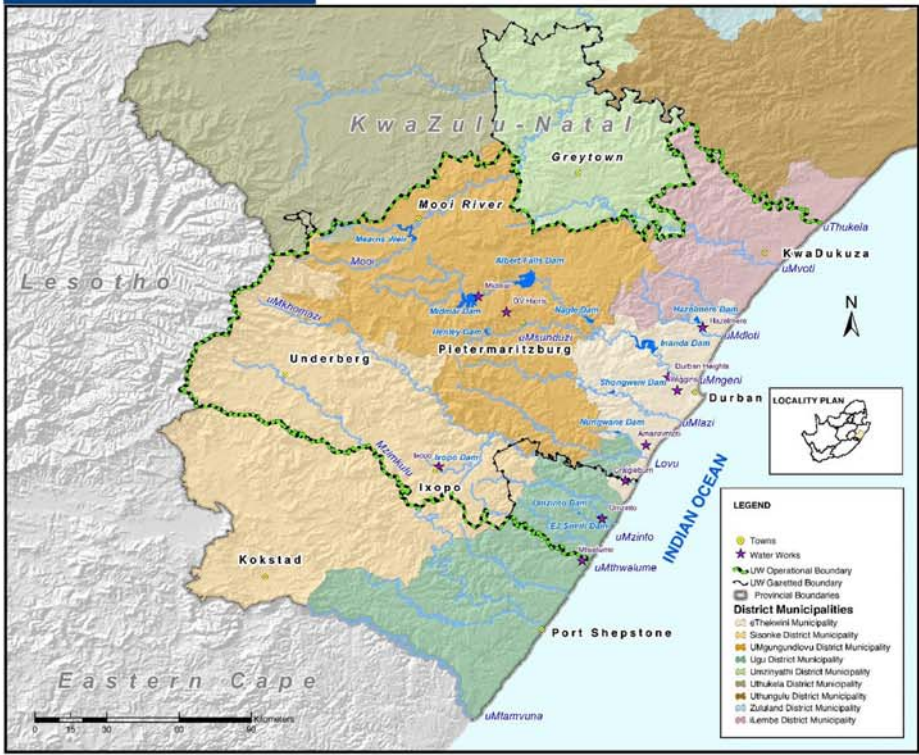 KwaZulu-Natal
Greytown
Mooi River
uThukela
Mearns Weir
KwaDukuza
Lesotho
Mooi
Albert Falls Dam
uMvoti
Midmar
uMkhomazi
Midmar Dam
DV Harris
Nagle Dam
Hazelmere Dam
N
Hazelmere
Henley Dam
uMsunduzi
uMdloti
Pietermaritzburg
Inanda Dam
Underberg
Durban Heights
Shongweni Dam
Wiggins
uMngeni
Durban
LOCALITY PLAN
Nungwane Dam
uMlazi
Amanzimtoti
Mzimkulu
Ixopo
Ixopo Dam
Lovu
Craigieburn
Ixopo
Umzinto Dam
Umzinto
INDIAN OCEAN
EJ Smith Dam
uMzinto
Mtwalume
uMthwalume
Kokstad
Port Shepstone
Eastern Cape
uMtamvuna
0
15
30
60
90
Kilometers
LEGEND
Towns
Water Works
UW Operational Boundary
UW Gazetted Boundary
Provincial Boundaries
District Municipalities
eThekwini Municipality
Sisonke District Municipality
UMgungundlovu District Municipality
Ugu District Municipality
Umzinyathi District Municipality
Uthukela District Municipality
Uthungulu District Municipality
Zululand District Municipality
iLembe District Municipality